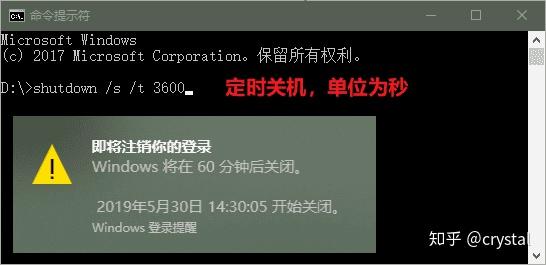 命令提示符
Microsoft Windows
(c) 2017 Microsoft Corporation。保留所有权利。
D:\>shutdown /s /t 3600 定时关机，单位为秒
即将注销你的登录
Windows 将在 60 分钟后关闭。
2019年5月30日 14:30:05 开始关闭。
Windows 登录提醒
知乎 @crystal